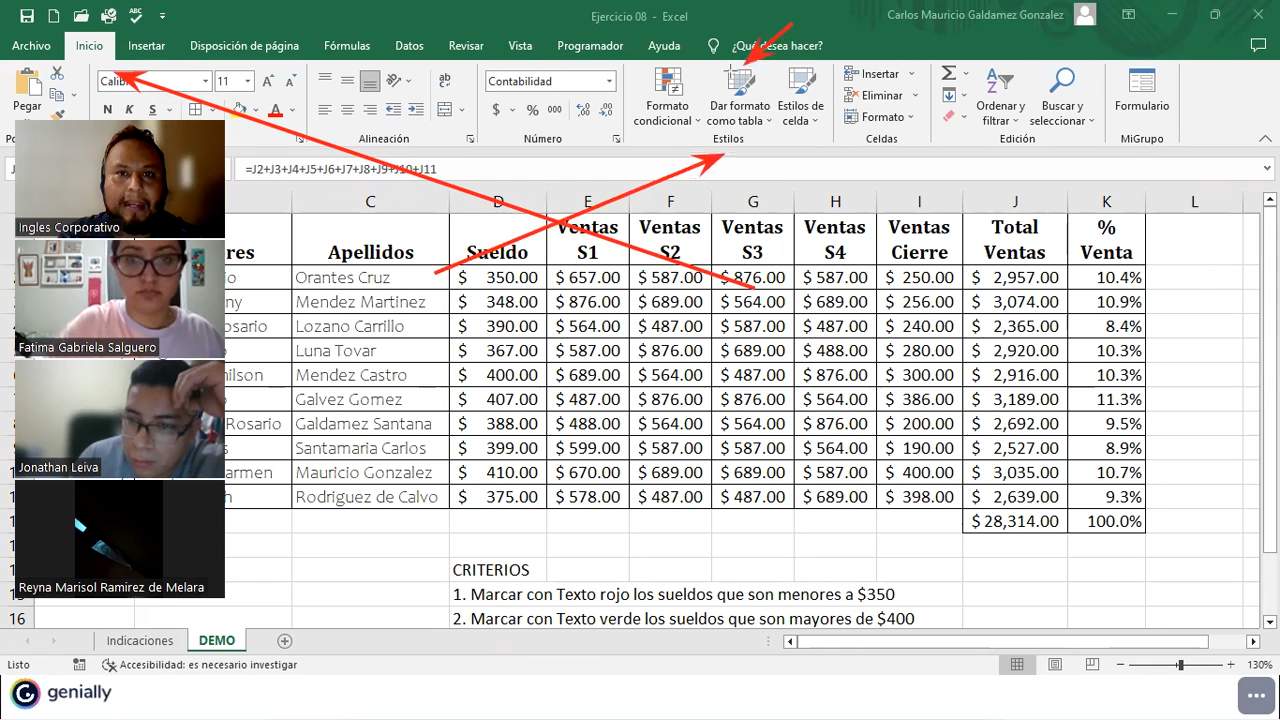 Ejercicio 08 - Excel
Carlos Mauricio Galdamez Gonzalez
Archivo Inicio Insertar Disposición de página Fórmulas Datos Revisar Vista Programador Ayuda ¿Qué desea hacer?
Pegar
11
N K S
Alineación
Contabilidad
$ % 000
Número
Formato condicional
Dar formato como tabla
Estilos de celda
Estilos
Insertar
Eliminar
Formato
Celdas
Ordenar y filtrar
Buscar y seleccionar
Edición
Formulario
MiGrupo
=J2+J3+J4+J5+J6+J7+J8+J9+J10+J11
C D E F G H I J K L
Apellidos Sueldo Ventas S1 Ventas S2 Ventas S3 Ventas S4 Ventas Cierre Total Ventas % Venta
Orantes Cruz $ 350.00 $ 657.00 $ 587.00 $ 876.00 $ 587.00 $ 250.00 $ 2,957.00 10.4%
Mendez Martinez $ 348.00 $ 876.00 $ 689.00 $ 564.00 $ 689.00 $ 256.00 $ 3,074.00 10.9%
Lozano Carrillo $ 390.00 $ 564.00 $ 487.00 $ 587.00 $ 487.00 $ 240.00 $ 2,365.00 8.4%
Luna Tovar $ 367.00 $ 587.00 $ 876.00 $ 689.00 $ 488.00 $ 280.00 $ 2,920.00 10.3%
Mendez Castro $ 400.00 $ 689.00 $ 564.00 $ 487.00 $ 876.00 $ 300.00 $ 2,916.00 10.3%
Galvez Gomez $ 407.00 $ 487.00 $ 876.00 $ 876.00 $ 564.00 $ 386.00 $ 3,189.00 11.3%
Rosario Galdamez Santana $ 388.00 $ 488.00 $ 564.00 $ 564.00 $ 876.00 $ 200.00 $ 2,692.00 9.5%
Santamaria Carlos $ 399.00 $ 599.00 $ 587.00 $ 587.00 $ 564.00 $ 190.00 $ 2,527.00 8.9%
Mauricio Gonzalez $ 410.00 $ 670.00 $ 689.00 $ 689.00 $ 587.00 $ 400.00 $ 3,035.00 10.7%
Rodriguez de Calvo $ 375.00 $ 578.00 $ 487.00 $ 487.00 $ 689.00 $ 398.00 $ 2,639.00 9.3%
$ 28,314.00 100.0%
CRITERIOS
1. Marcar con Texto rojo los sueldos que son menores a $350
16 2. Marcar con Texto verde los sueldos que son mayores de $400
Ingles Corporativo
Fatima Gabriela Salguero
Jonathan Leiva
Reyna Marisol Ramirez de Melara
Indicaciones DEMO
Listo Accesibilidad: es necesario investigar 130%
genially